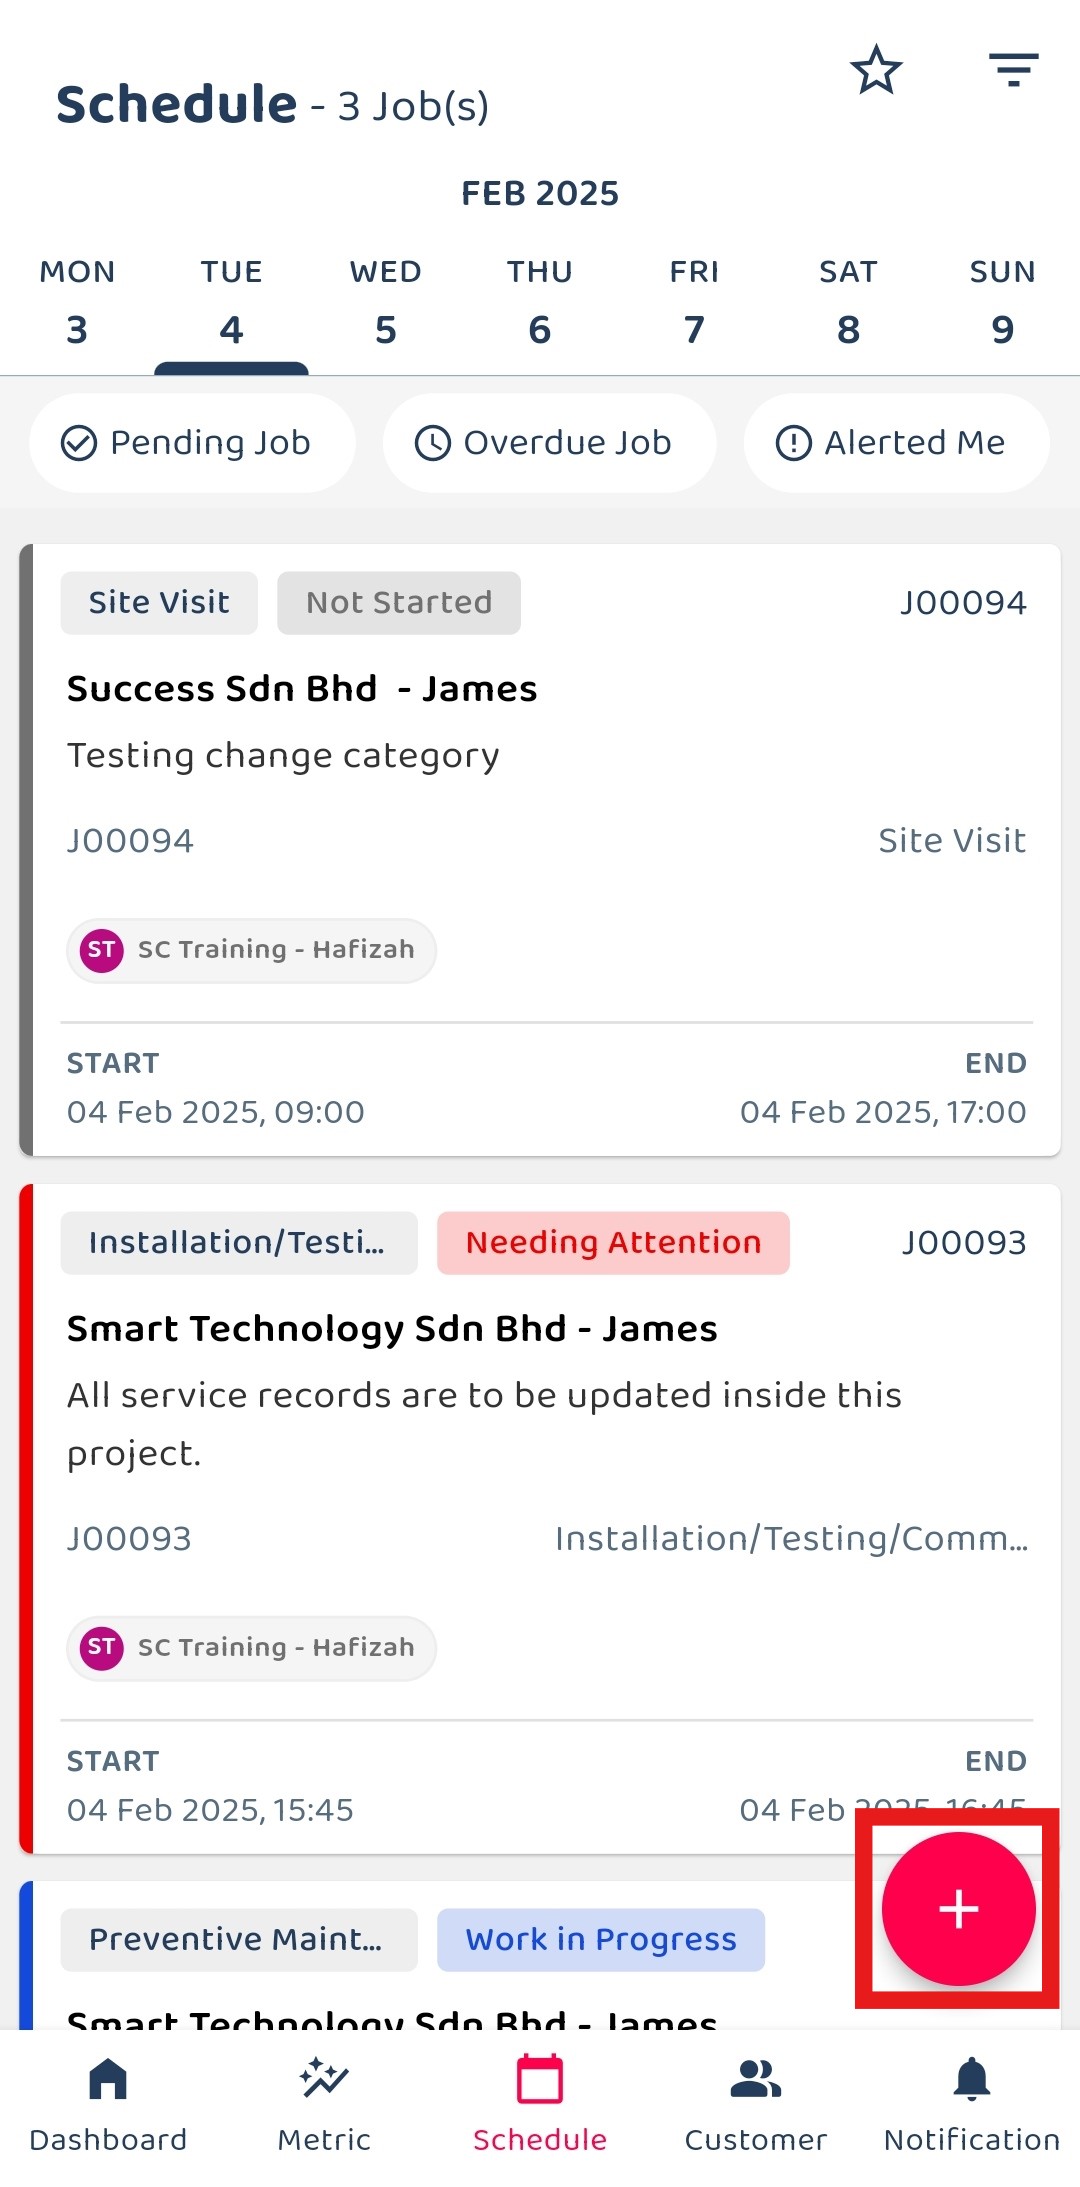 Schedule - 3 Job(s)
FEB 2025
MON TUE WED THU FRI SAT SUN
3 4 5 6 7 8 9
Pending Job Overdue Job Alerted Me
Site Visit Not Started J00094
Success Sdn Bhd - James
Testing change category
J00094 Site Visit
ST SC Training - Hafizah
START END
04 Feb 2025, 09:00 04 Feb 2025, 17:00
Installation/Testi... Needing Attention J00093
Smart Technology Sdn Bhd - James
All service records are to be updated inside this
project.
J00093 Installation/Testing/Comm...
ST SC Training - Hafizah
START END
04 Feb 2025, 15:45 04 Feb 2025, 16:45
Preventive Maint... Work in Progress
Smart Technology Sdn Bhd - James
Dashboard Metric Schedule Customer Notification